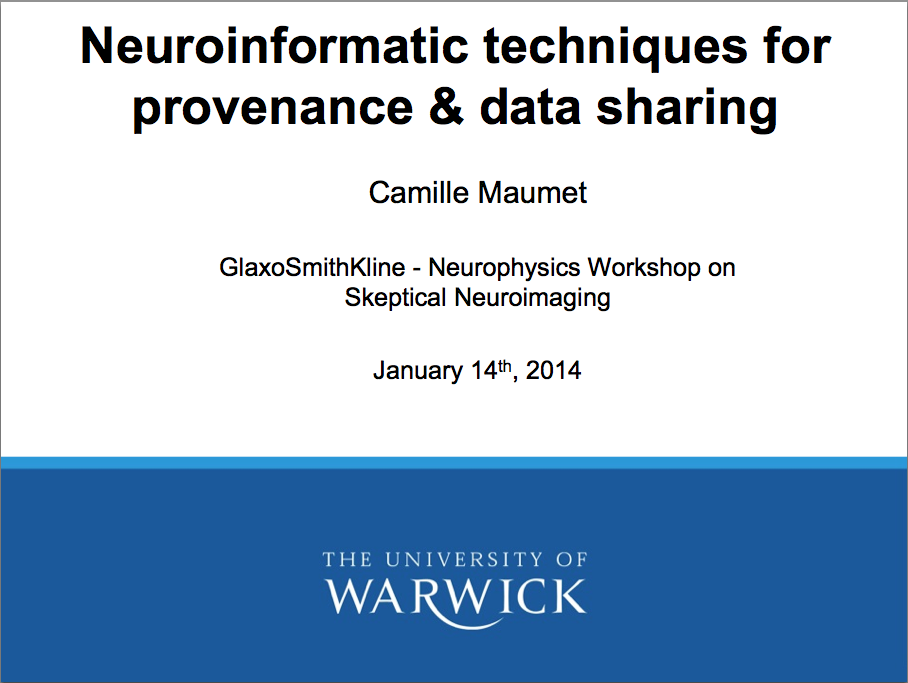 Neuroinformatic techniques for
provenance & data sharing
Camille Maumet
GlaxoSmithKline - Neurophysics Workshop on
Skeptical Neuroimaging
January 14th, 2014
THE UNIVERSITY OF
WARWICK